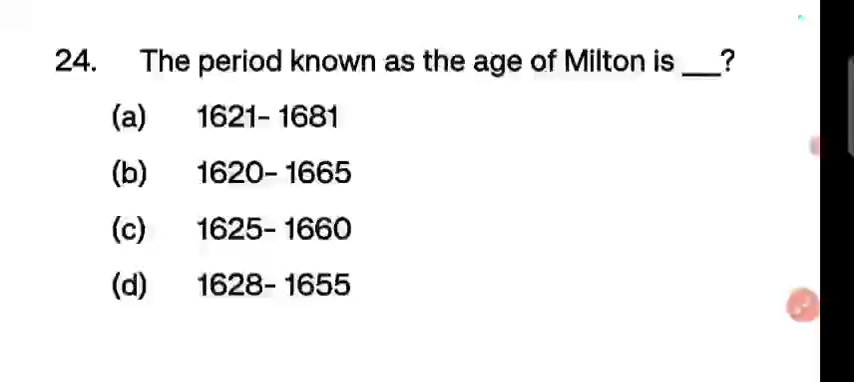 24. The period known as the age of Milton is ___?
(a) 1621- 1681
(b) 1620- 1665
(c) 1625- 1660
(d) 1628- 1655